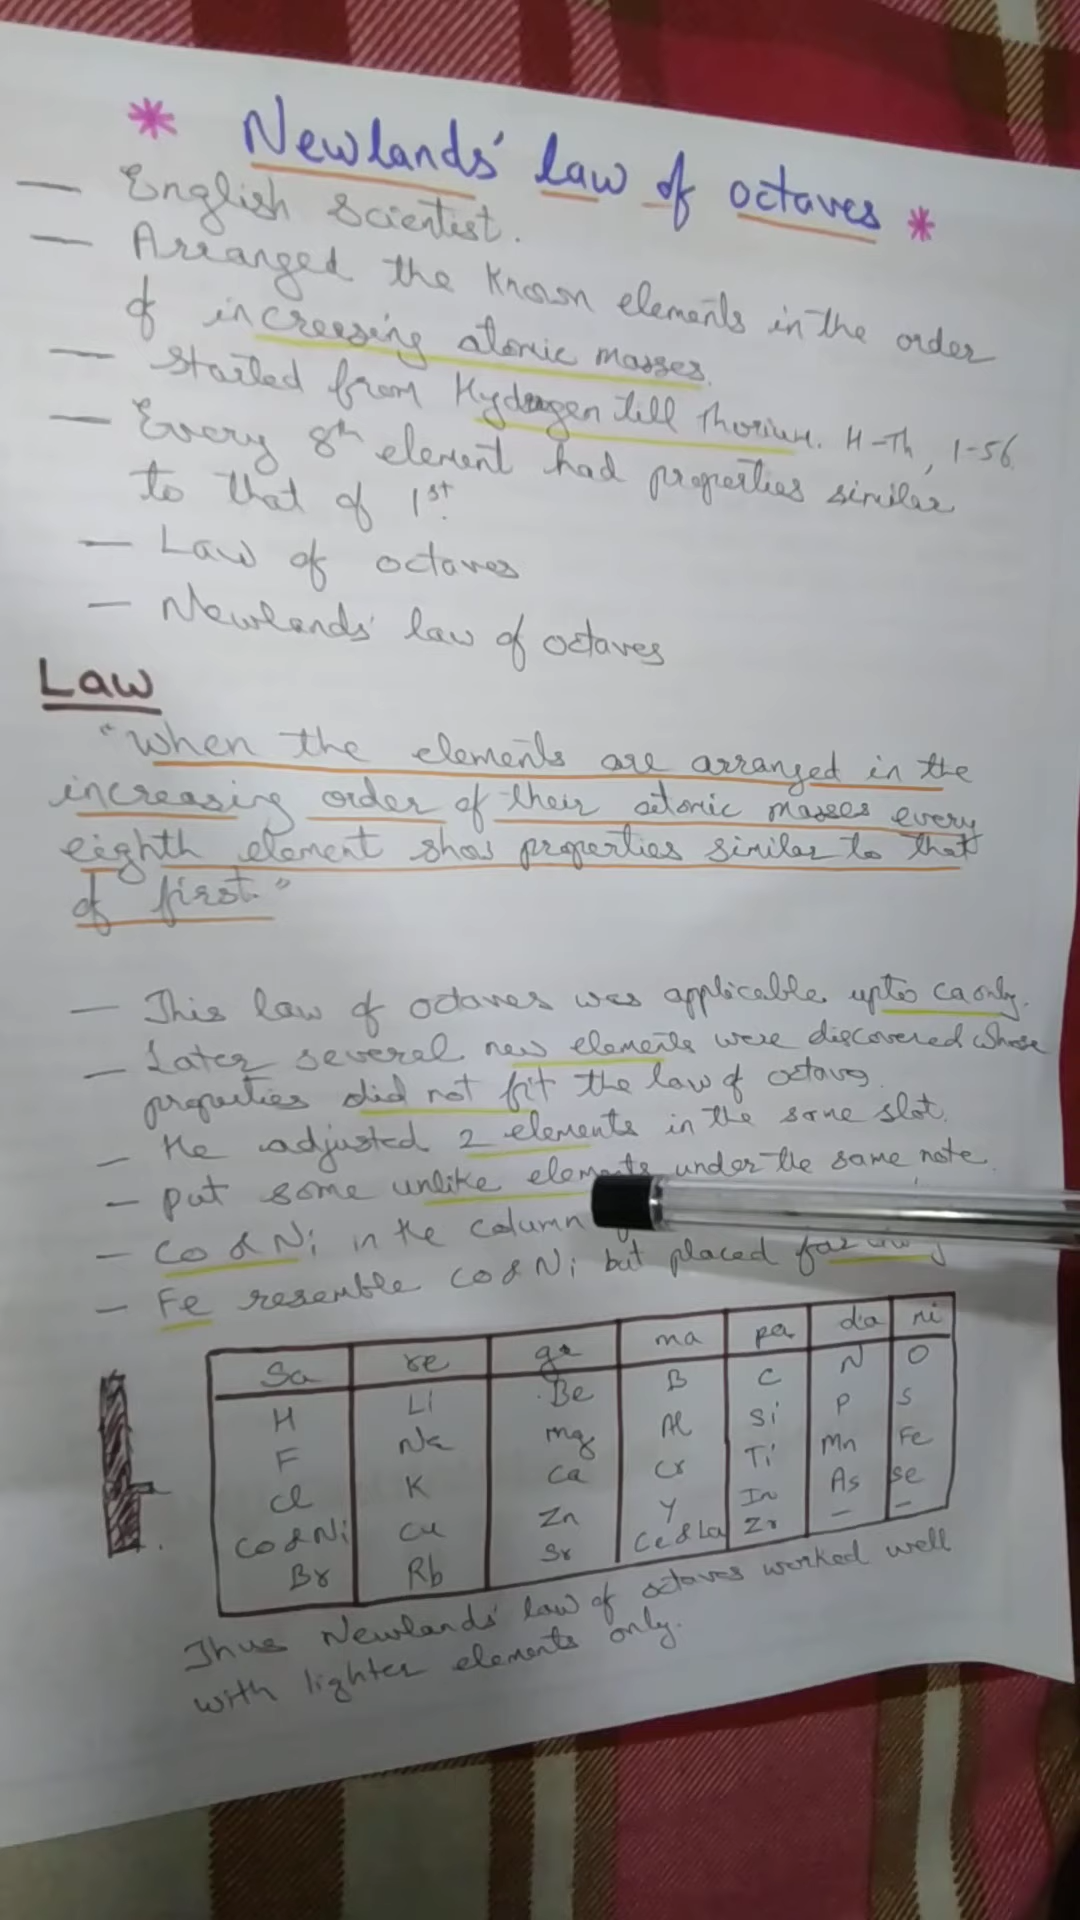 * Newlands' law of octaves *
— English scientist.
— Arranged the known elements in the order
of increasing atomic masses.
— started from Hydrogen till Thorium. H-Th, 1-56.
— Every 8th element had properties similar
to that of 1st.
— Law of octaves
— Newlands' law of octaves
Law
"When the elements are arranged in the
increasing order of their atomic masses every
eighth element show properties similar to that
of first."
— This law of octaves was applicable upto ca only.
— Later several new elements were discovered whose
properties did not fit the law of octavs.
— He adjusted 2 elements in the same slot.
— put some unlike elements under the same note.
— Co & Ni in the column
— Fe resemble Co & Ni but placed far
Sa re ga ma pa da ni
H Li Be B C N O
F Na Mg Al Si P S
Cl K Ca Cr Ti Mn Fe
Co & Ni Cu Zn Y In As Se
Br Rb Sr Ce & La Zr — —
Thus Newlands' law of octaves worked well
with lighter elements only.